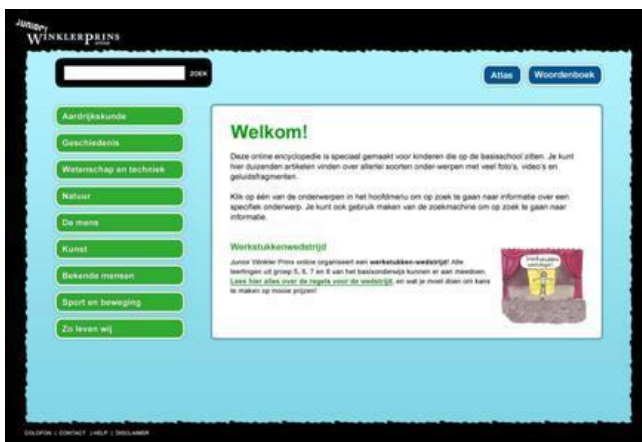 JUNIOR
WINKLERPRINS
ZOEK
Atlas
Woordenboek
Aardrijkskunde
Geschiedenis
Wetenschap en techniek
Natuur
De mens
Kunst
Bekende mensen
Sport en beweging
Zo leven wij
Welkom!
Deze online encyclopedie is speciaal gemaakt voor kinderen die op de basisschool zitten. Je kunt
hier duizenden artikelen vinden over allerlei soorten onder-werpen met veel foto's, video's en
geluidsfragmenten.
Klik op één van de onderwerpen in het hoofdmenu om op zoek te gaan naar informatie over een
specifiek onderwerp. Je kunt ook gebruik maken van de zoekmachine om op zoek te gaan naar
informatie.
Werkstukkenwedstrijd
Junior Winkler Prins online organiseert een werkstukken-wedstrijd! Alle
leerlingen uit groep 5, 6, 7 en 8 van het basisonderwijs kunnen er aan meedoen.
Lees hier alles over de regels voor de wedstrijd, en wat je moet doen om kans
te maken op mooie prijzen!
COLOFON | CONTACT | HELP | DISCLAIMER